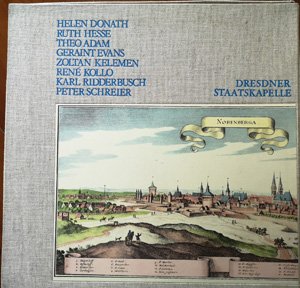 HELEN DONATH
RUTH HESSE
THEO ADAM
GERAINT EVANS
ZOLTAN KELEMEN
RENÉ KOLLO
KARL RIDDERBUSCH
PETER SCHREIER
DRESDNER
STAATSKAPELLE
NORENBERGA